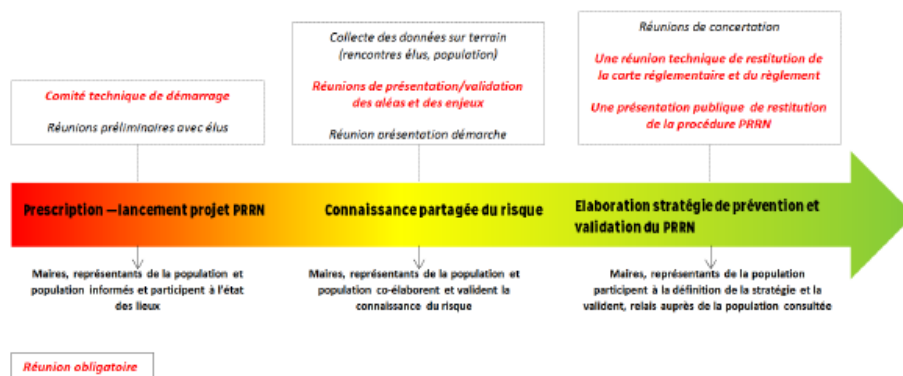 Comité technique de démarrage
Réunions préliminaires avec élus
Collecte des données sur terrain
(rencontres élus, population)
Réunions de présentation/validation
des aléas et des enjeux
Réunion présentation démarche
Réunions de concertation
Une réunion technique de restitution de
la carte réglementaire et du règlement
Une présentation publique de restitution
de la procédure PRRN
Prescription —lancement projet PRRN
Connaissance partagée du risque
Elaboration stratégie de prévention et
validation du PRRN
Maires, représentants de la population et
population informés et participent à l'état
des lieux
Maires, représentants de la population et
population co-élaborent et valident la
connaissance du risque
Maires, représentants de la population
participent à la définition de la stratégie et la
valident, relais auprès de la population consultée
Réunion obligatoire